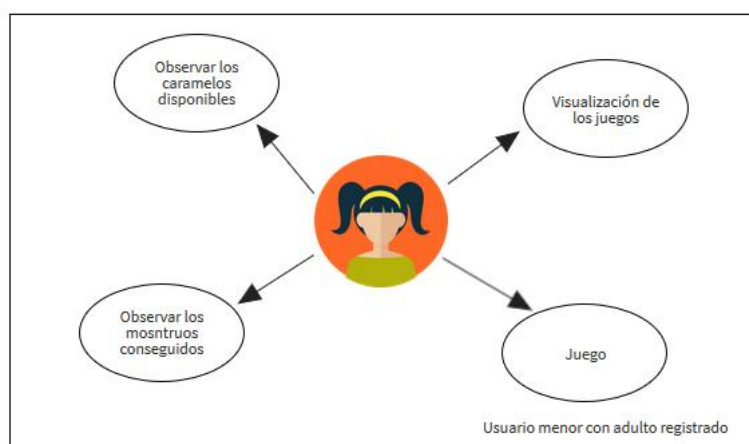 Observar los
caramelos
disponibles
Visualización de
los juegos
Observar los
mosntruos
conseguidos
Juego
Usuario menor con adulto registrado